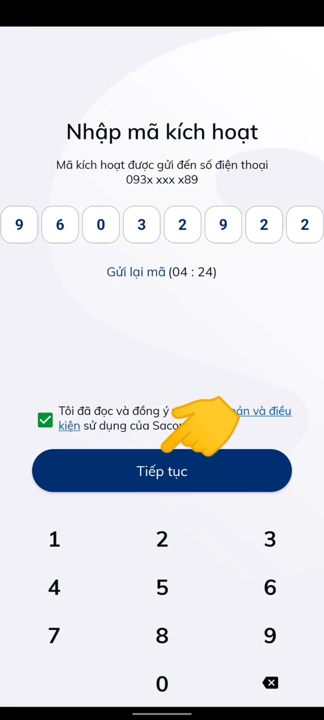 Nhập mã kích hoạt
Mã kích hoạt được gửi đến số điện thoại
093x xxx x89
9 6 0 3 2 9 2 2
Gửi lại mã (04 : 24)
Tôi đã đọc và đồng ý và điều
kiện sử dụng của
Tiếp tục
1 2 3
4 5 6
7 8 9
0